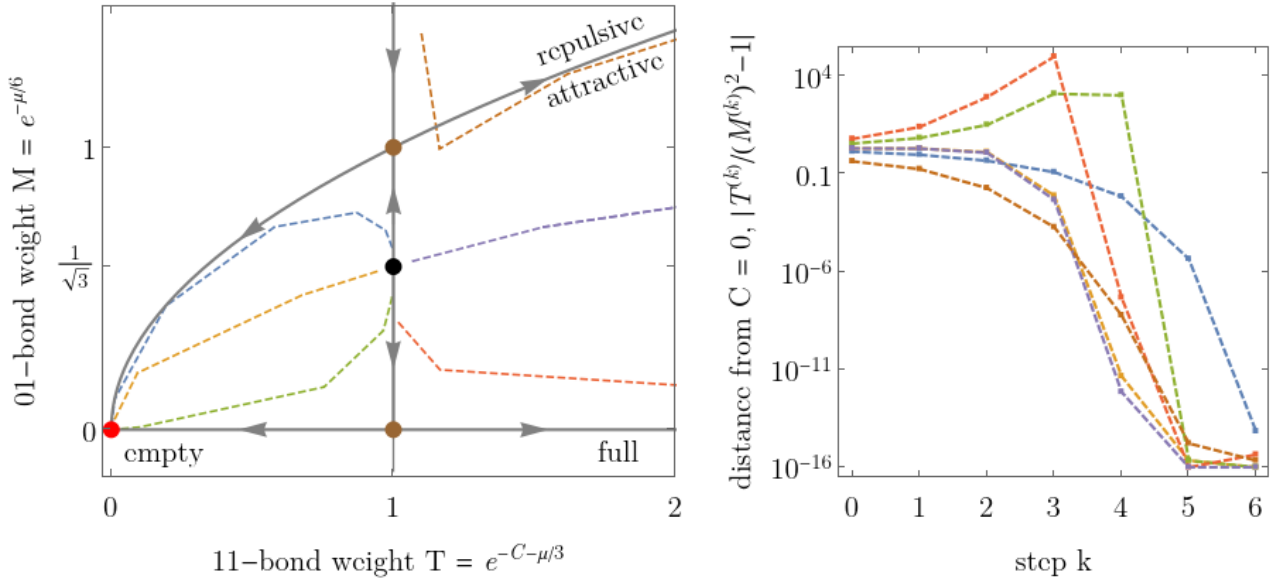 01−bond weight M = e^{−μ/6}
1
1/√3
0
repulsive
attractive
empty
full
0
1
2
11−bond weight T = e^{−C−μ/3}
distance from C = 0, |T^{(k)}/(M^{(k)})^2−1|
10^4
0.1
10^{−6}
10^{−11}
10^{−16}
0 1 2 3 4 5 6
step k